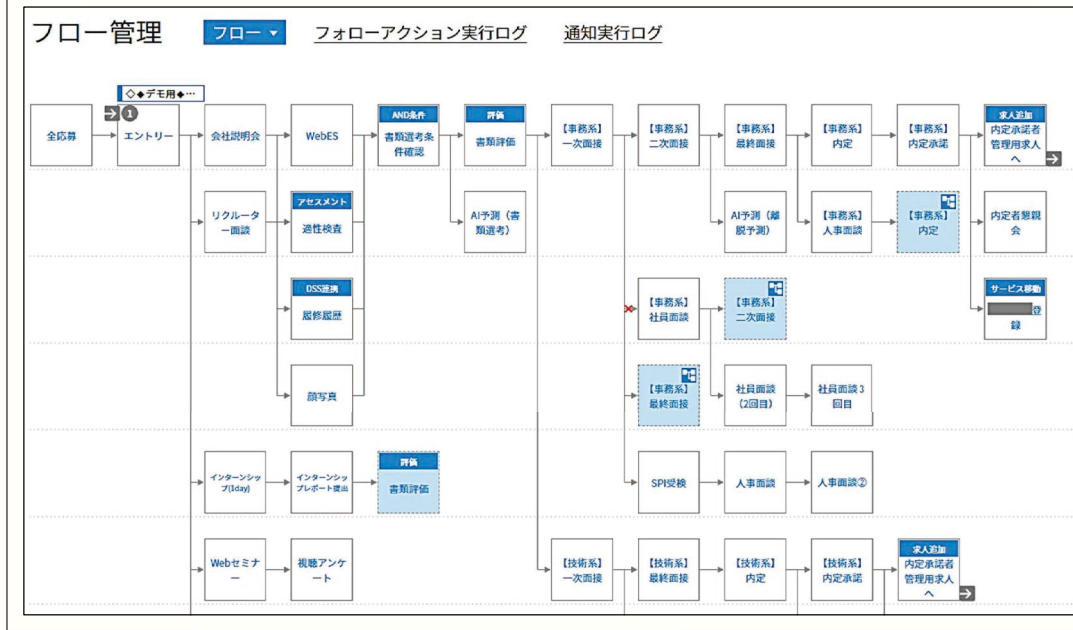 フロー管理
フロー
フォローアクション実行ログ
通知実行ログ
◇◆デモ用◆…
1
全応募
エントリー
会社説明会
WebES
AND条件
書類選考条
件確認
評価
書類評価
【事務系】
一次面接
【事務系】
二次面接
【事務系】
最終面接
【事務系】
内定
【事務系】
内定承諾
求人追加
内定承諾者
管理用求人
へ
リクルータ
ー面談
アセスメント
適性検査
AI予測（書
類選考）
AI予測（離
脱予測）
【事務系】
人事面談
【事務系】
内定
内定者懇親
会
DSS連携
履修履歴
【事務系】
社員面談
【事務系】
二次面接
サービス移動
登
録
顔写真
【事務系】
最終面接
社員面談
(2回目)
社員面談3
回目
インターンシッ
プ(1day)
インターンシッ
プレポート提出
評価
書類評価
SPI受検
人事面談
人事面談②
Webセミナ
ー
視聴アンケ
ート
【技術系】
一次面接
【技術系】
最終面接
【技術系】
内定
【技術系】
内定承諾
求人追加
内定承諾者
管理用求人
へ